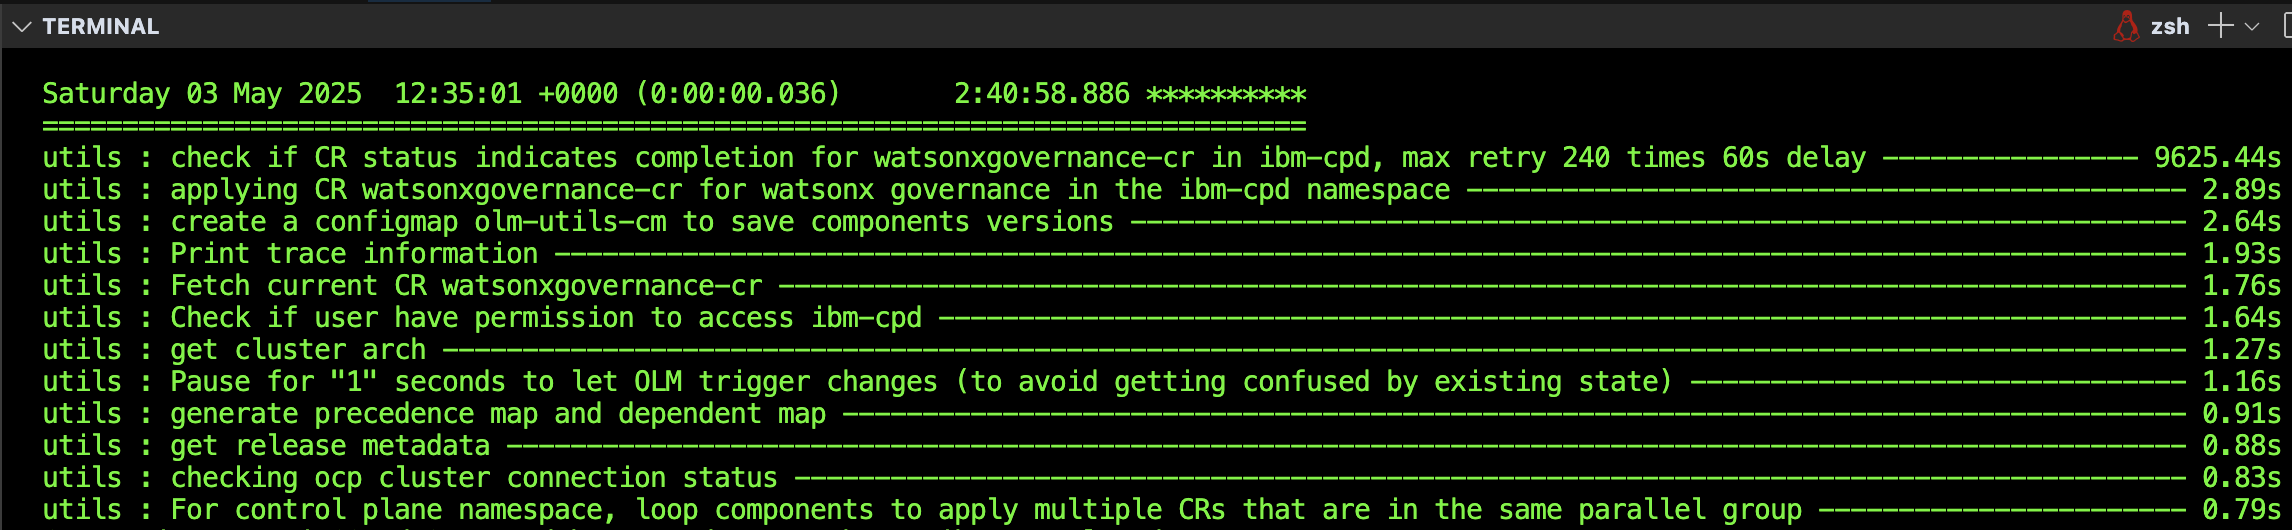 TERMINAL
zsh
Saturday 03 May 2025  12:35:01 +0000 (0:00:00.036)       2:40:58.886 **********
===============================================================================
utils : check if CR status indicates completion for watsonxgovernance-cr in ibm-cpd, max retry 240 times 60s delay ---------------- 9625.44s
utils : applying CR watsonxgovernance-cr for watsonx governance in the ibm-cpd namespace --------------------------------------------- 2.89s
utils : create a configmap olm-utils-cm to save components versions ------------------------------------------------------------------ 2.64s
utils : Print trace information ------------------------------------------------------------------------------------------------------ 1.93s
utils : Fetch current CR watsonxgovernance-cr ---------------------------------------------------------------------------------------- 1.76s
utils : Check if user have permission to access ibm-cpd ------------------------------------------------------------------------------ 1.64s
utils : get cluster arch ------------------------------------------------------------------------------------------------------------- 1.27s
utils : Pause for "1" seconds to let OLM trigger changes (to avoid getting confused by existing state) ------------------------------- 1.16s
utils : generate precedence map and dependent map ------------------------------------------------------------------------------------ 0.91s
utils : get release metadata --------------------------------------------------------------------------------------------------------- 0.88s
utils : checking ocp cluster connection status --------------------------------------------------------------------------------------- 0.83s
utils : For control plane namespace, loop components to apply multiple CRs that are in the same parallel group ----------------------- 0.79s